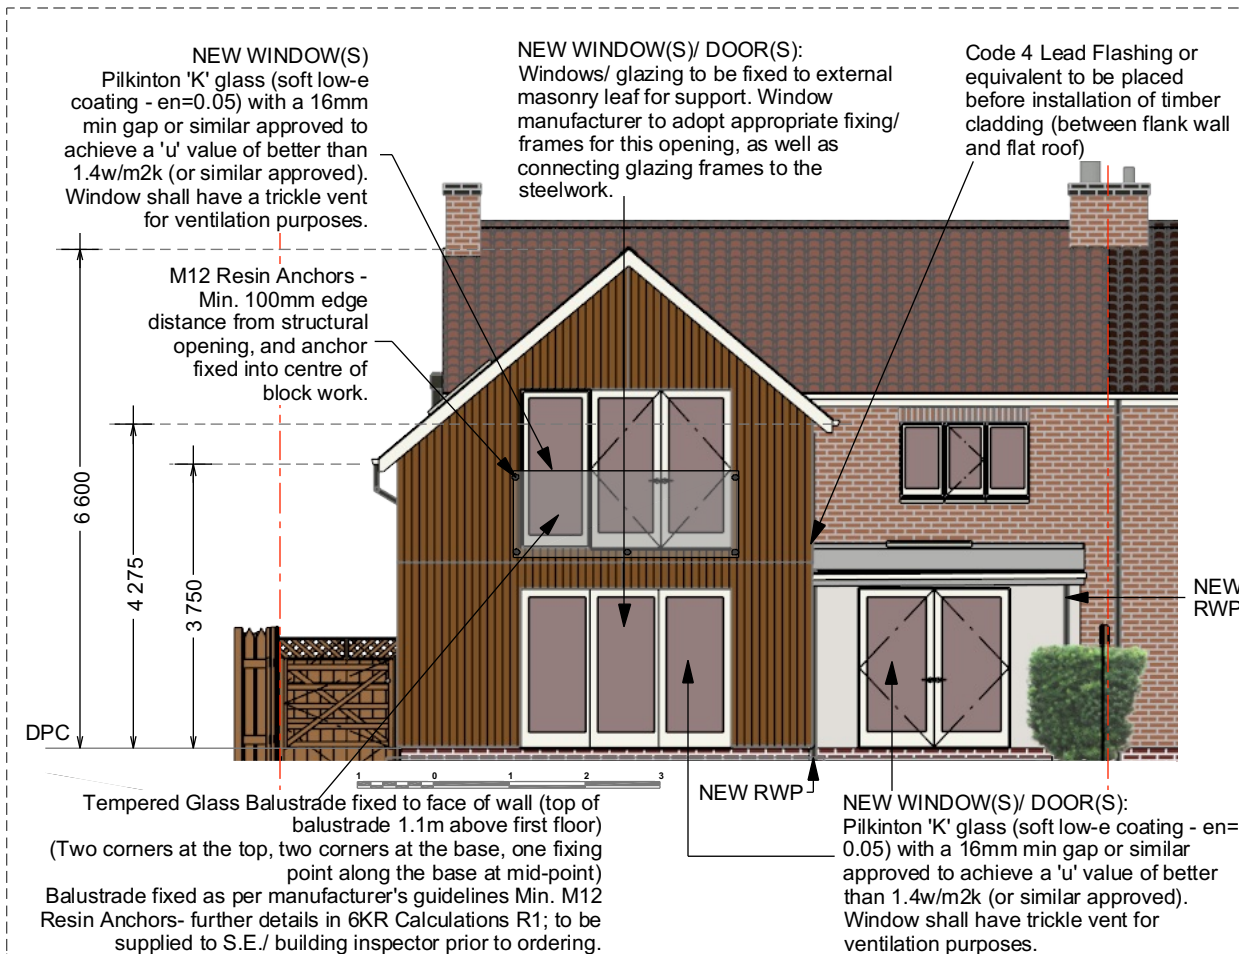 NEW WINDOW(S)
Pilkinton 'K' glass (soft low-e
coating - en=0.05) with a 16mm
min gap or similar approved to
achieve a 'u' value of better than
1.4w/m2k (or similar approved).
Window shall have a trickle vent
for ventilation purposes.
NEW WINDOW(S)/ DOOR(S):
Windows/ glazing to be fixed to external
masonry leaf for support. Window
manufacturer to adopt appropriate fixing/
frames for this opening, as well as
connecting glazing frames to the
steelwork.
Code 4 Lead Flashing or
equivalent to be placed
before installation of timber
cladding (between flank wall
and flat roof)
M12 Resin Anchors -
Min. 100mm edge
distance from structural
opening, and anchor
fixed into centre of
block work.
6 600
4 275
3 750
NEW
RWP
DPC
1 0 1 2 3
NEW RWP
Tempered Glass Balustrade fixed to face of wall (top of
balustrade 1.1m above first floor)
(Two corners at the top, two corners at the base, one fixing
point along the base at mid-point)
Balustrade fixed as per manufacturer's guidelines Min. M12
Resin Anchors- further details in 6KR Calculations R1; to be
supplied to S.E./ building inspector prior to ordering.
NEW WINDOW(S)/ DOOR(S):
Pilkinton 'K' glass (soft low-e coating - en=
0.05) with a 16mm min gap or similar
approved to achieve a 'u' value of better
than 1.4w/m2k (or similar approved).
Window shall have trickle vent for
ventilation purposes.